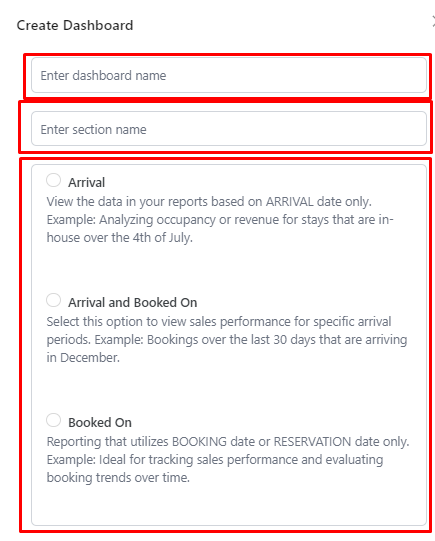 Create Dashboard
Enter dashboard name
Enter section name
Arrival
View the data in your reports based on ARRIVAL date only.
Example: Analyzing occupancy or revenue for stays that are in-
house over the 4th of July.
Arrival and Booked On
Select this option to view sales performance for specific arrival
periods. Example: Bookings over the last 30 days that are arriving
in December.
Booked On
Reporting that utilizes BOOKING date or RESERVATION date only.
Example: Ideal for tracking sales performance and evaluating
booking trends over time.